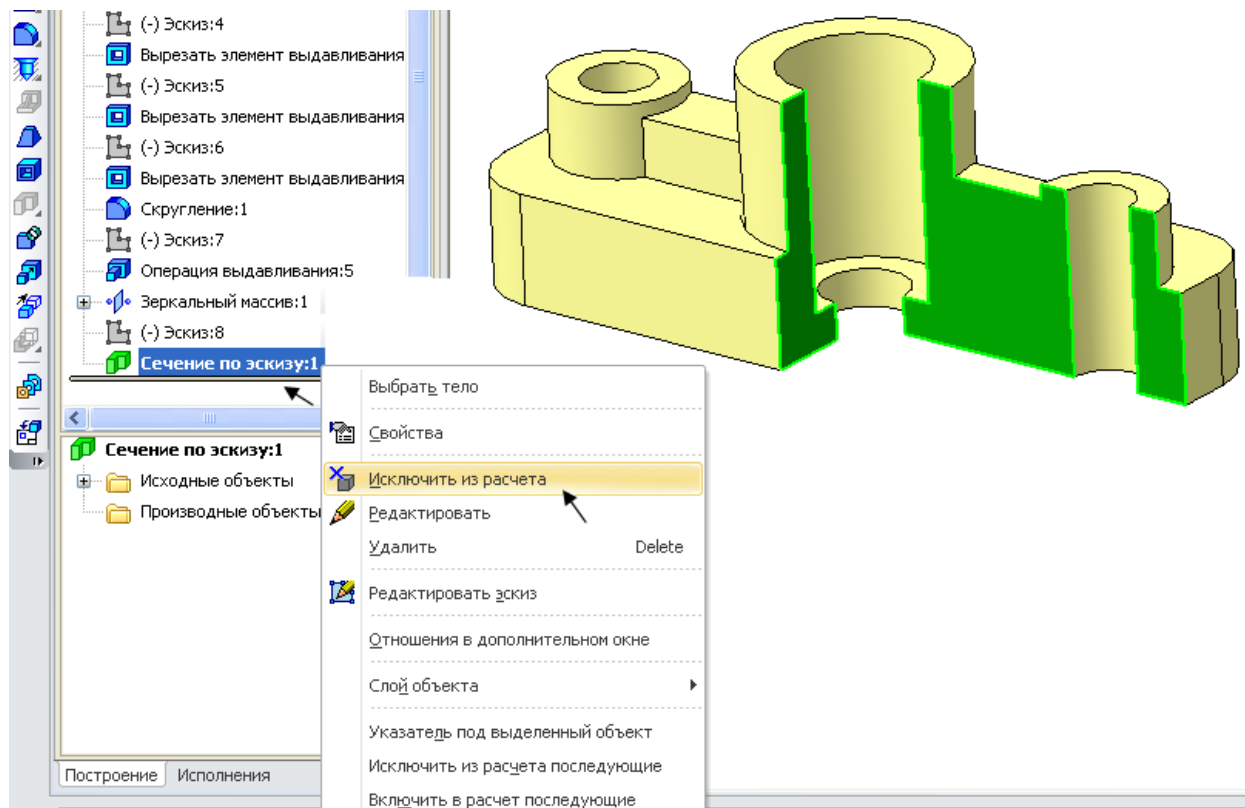 (-) Эскиз:4
Вырезать элемент выдавливания
(-) Эскиз:5
Вырезать элемент выдавливания
(-) Эскиз:6
Вырезать элемент выдавливания
Скругление:1
(-) Эскиз:7
Операция выдавливания:5
Зеркальный массив:1
(-) Эскиз:8
Сечение по эскизу:1
Сечение по эскизу:1
Исходные объекты
Производные объекты
Построение Исполнения
Выбрать тело
Свойства
Исключить из расчета
Редактировать
Удалить Delete
Редактировать эскиз
Отношения в дополнительном окне
Слой объекта
Указатель под выделенный объект
Исключить из расчета последующие
Включить в расчет последующие